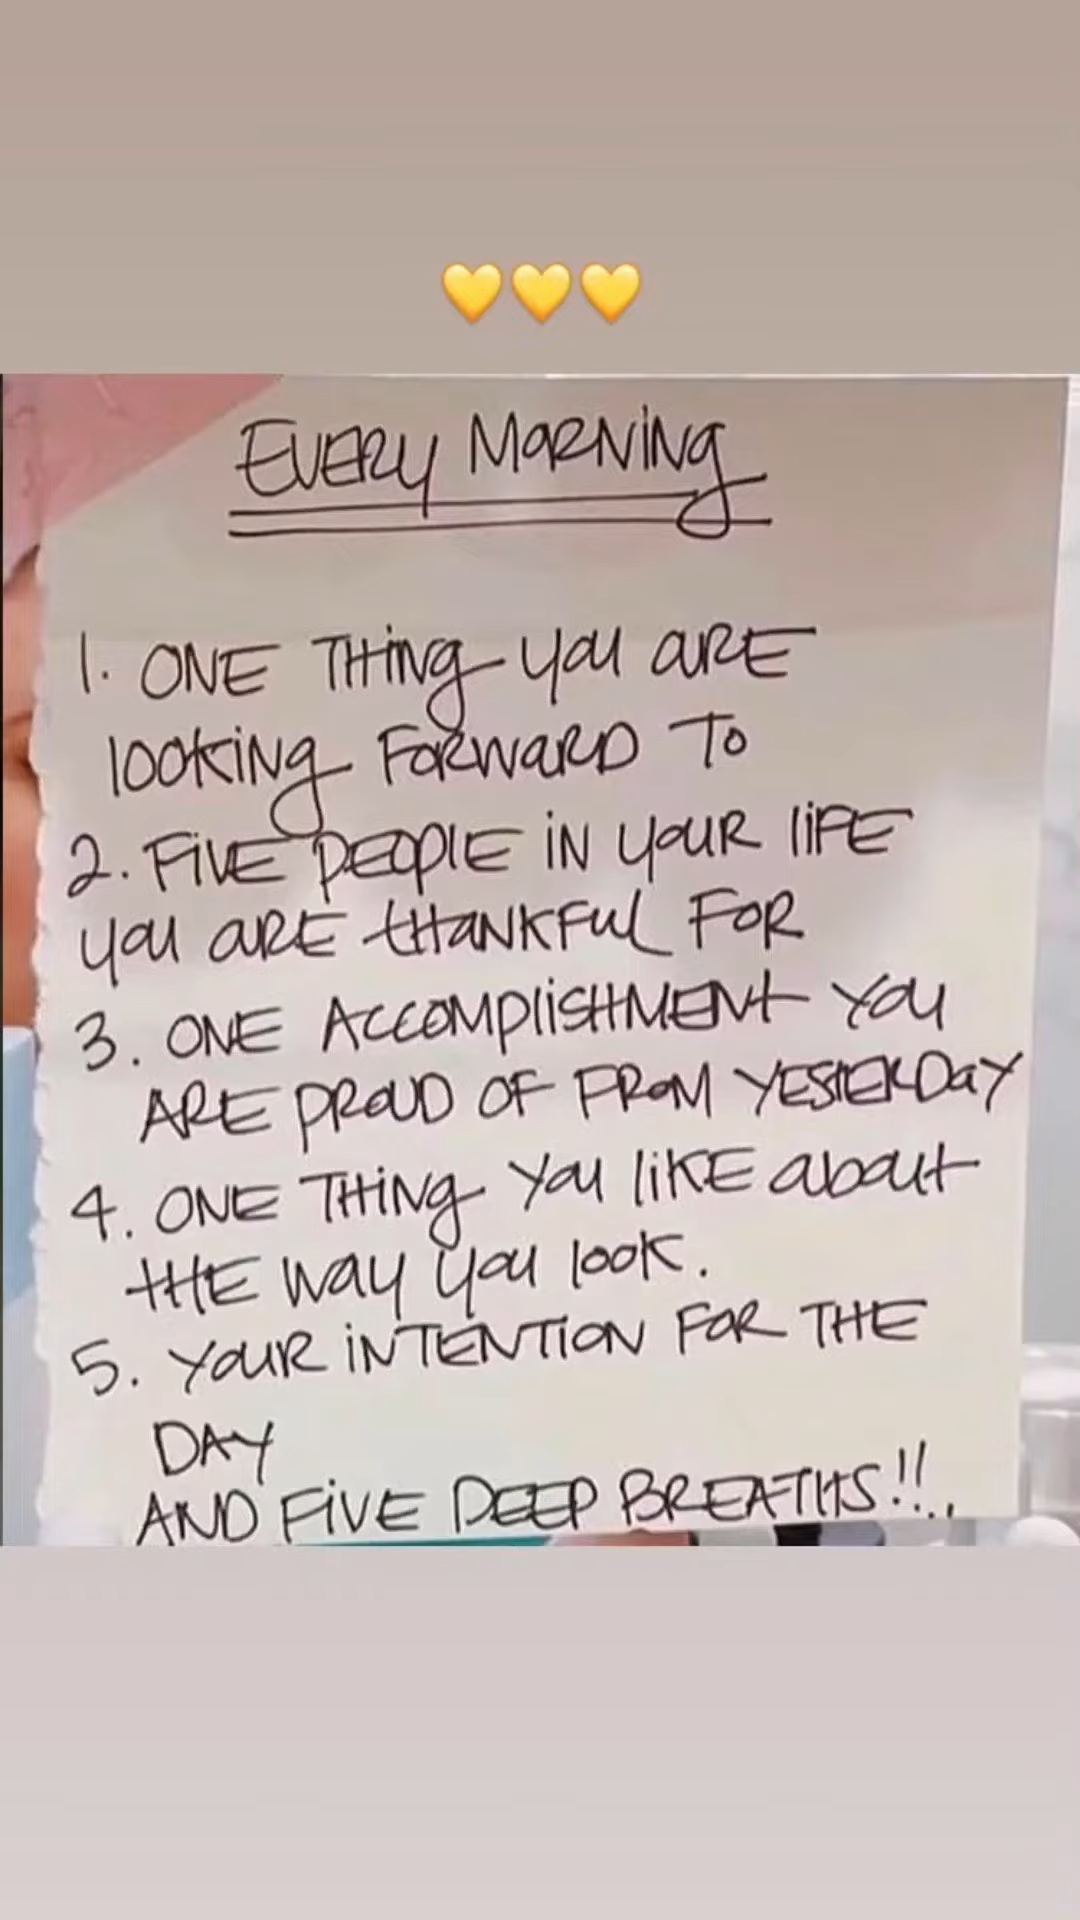 💛💛💛
EVERY MORNING
1. ONE THING YOU ARE
LOOKING FORWARD TO
2. FIVE PEOPLE IN YOUR LIFE
YOU ARE THANKFUL FOR
3. ONE ACCOMPLISHMENT YOU
ARE PROUD OF FROM YESTERDAY
4. ONE THING YOU LIKE ABOUT
THE WAY YOU LOOK.
5. YOUR INTENTION FOR THE
DAY
AND FIVE DEEP BREATHS!!..